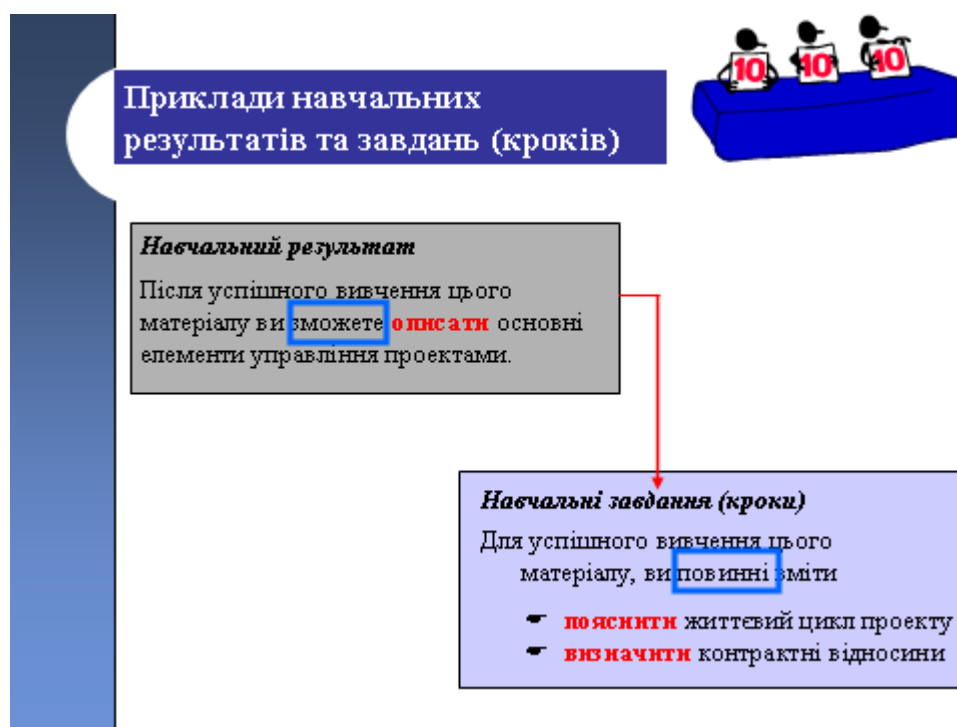 10 10 10
Приклади навчальних
результатів та завдань (кроків)
Навчальний результат
Після успішного вивчення цього
матеріалу ви зможете описати основні
елементи управління проектами.
Навчальні завдання (кроки)
Для успішного вивчення цього
матеріалу, ви повинні вміти
пояснити життєвий цикл проекту
визначити контрактні відносини